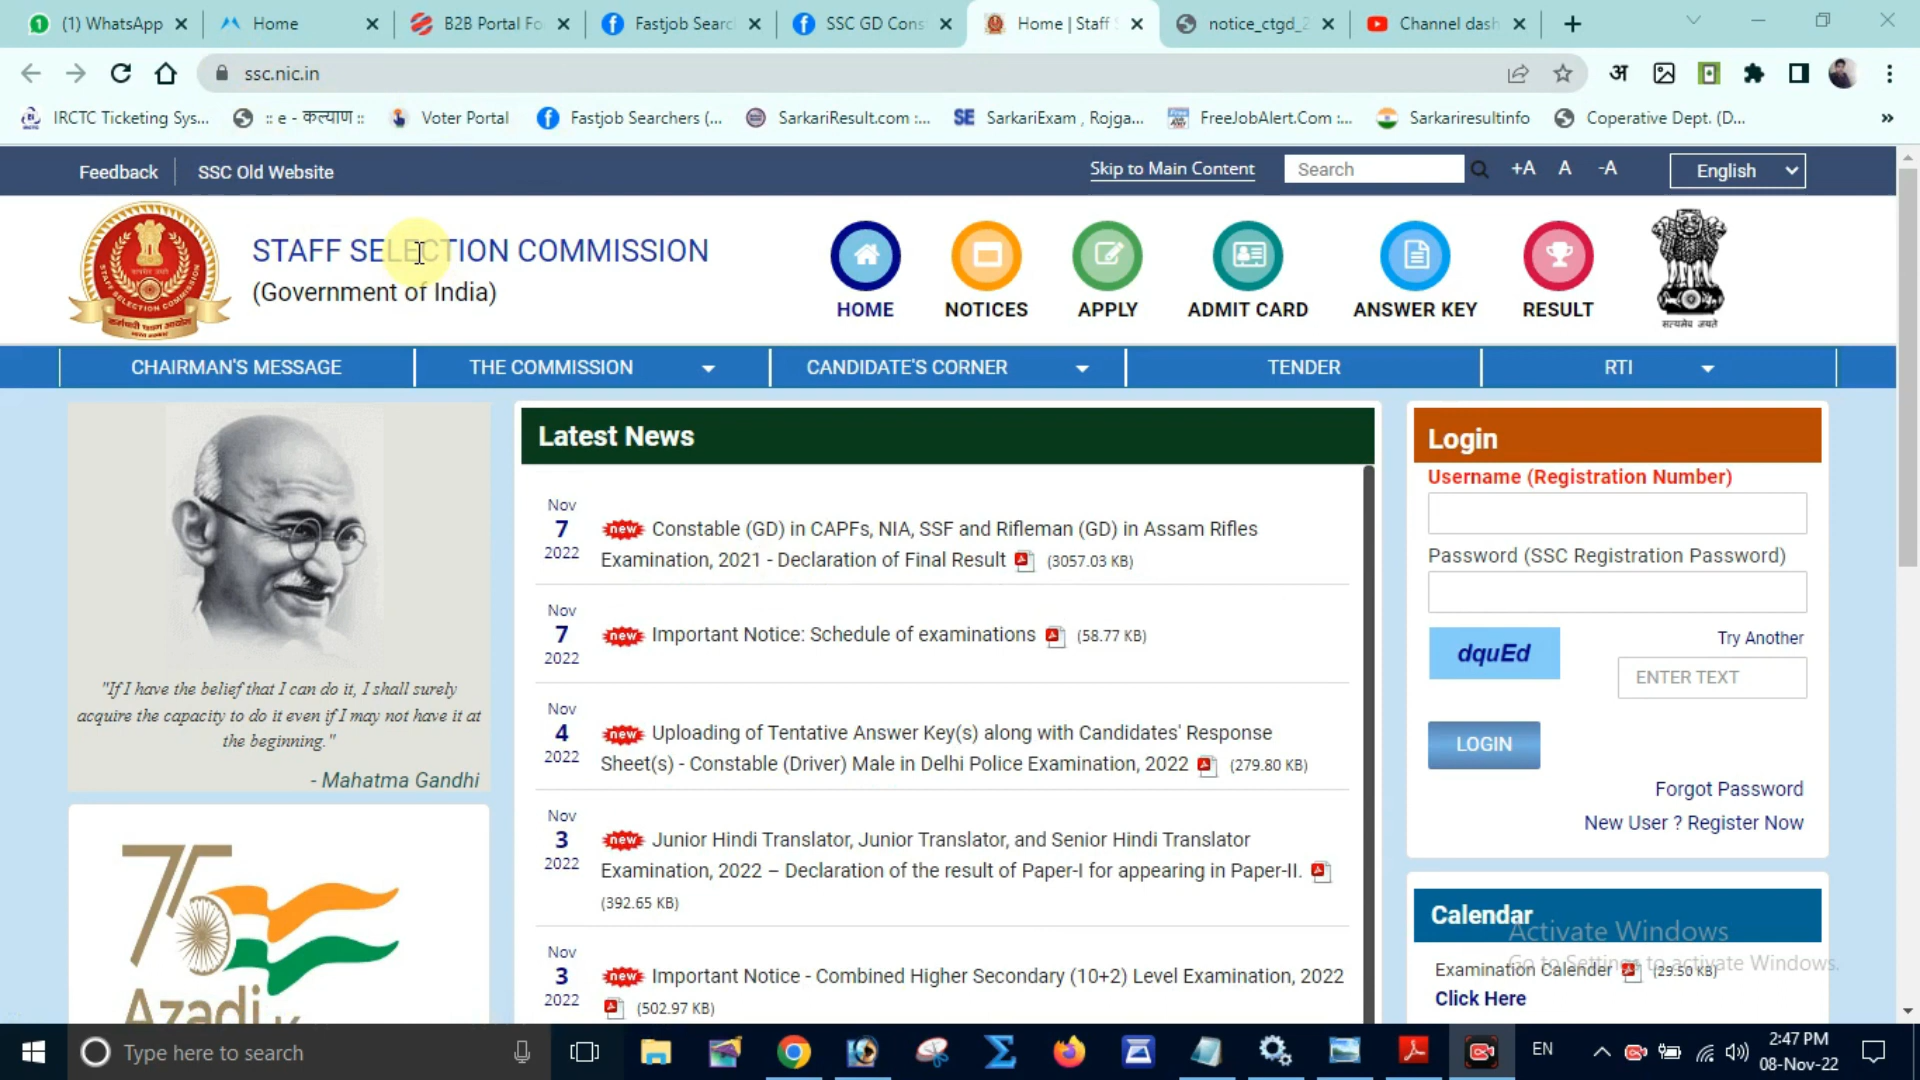 (1) WhatsApp
Home
B2B Portal Fo
Fastjob Searc
SSC GD Cons
Home | Staff S
notice_ctgd_2
Channel dash
ssc.nic.in
IRCTC Ticketing Sys...
:: e - कल्याण ::
Voter Portal
Fastjob Searchers (...
SarkariResult.com :...
SarkariExam , Rojga...
FreeJobAlert.Com :...
Sarkariresultinfo
Coperative Dept. (D...
Feedback
SSC Old Website
Skip to Main Content
Search
+A A -A
English
STAFF SELECTION COMMISSION
(Government of India)
HOME
NOTICES
APPLY
ADMIT CARD
ANSWER KEY
RESULT
सत्यमेव जयते
CHAIRMAN'S MESSAGE
THE COMMISSION
CANDIDATE'S CORNER
TENDER
RTI
"If I have the belief that I can do it, I shall surely
acquire the capacity to do it even if I may not have it at
the beginning."
- Mahatma Gandhi
75
Azadi
Latest News
Nov
7
2022
new Constable (GD) in CAPFs, NIA, SSF and Rifleman (GD) in Assam Rifles
Examination, 2021 - Declaration of Final Result (3057.03 KB)
Nov
7
2022
new Important Notice: Schedule of examinations (58.77 KB)
Nov
4
2022
new Uploading of Tentative Answer Key(s) along with Candidates' Response
Sheet(s) - Constable (Driver) Male in Delhi Police Examination, 2022 (279.80 KB)
Nov
3
2022
new Junior Hindi Translator, Junior Translator, and Senior Hindi Translator
Examination, 2022 – Declaration of the result of Paper-I for appearing in Paper-II.
(392.65 KB)
Nov
3
2022
new Important Notice - Combined Higher Secondary (10+2) Level Examination, 2022
(502.97 KB)
Login
Username (Registration Number)
Password (SSC Registration Password)
dquEd
Try Another
ENTER TEXT
LOGIN
Forgot Password
New User ? Register Now
Calendar
Activate Windows
Go to Settings to activate Windows.
Examination Calender (29.50 KB)
Click Here
Type here to search
EN
2:47 PM
08-Nov-22